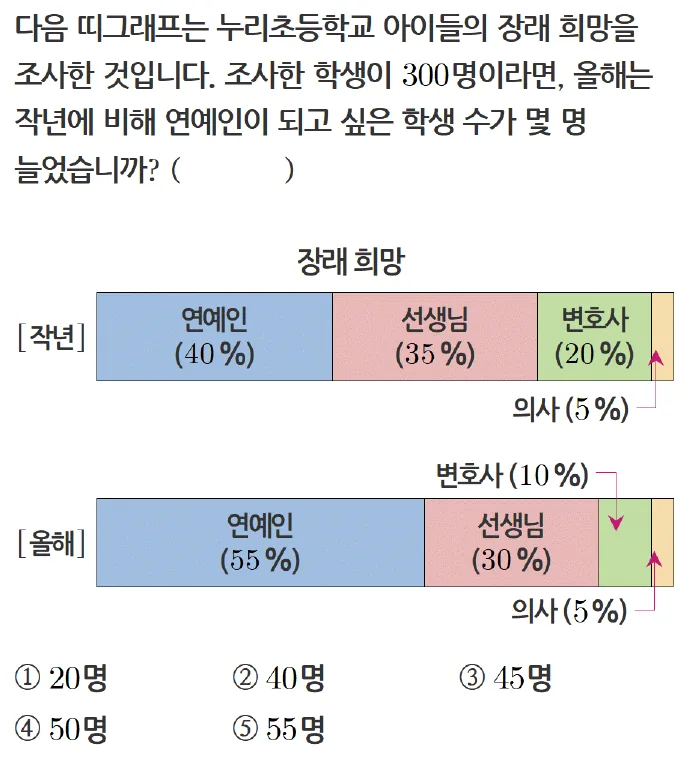 다음 띠그래프는 누리초등학교 아이들의 장래 희망을
조사한 것입니다. 조사한 학생이 300명이라면, 올해는
작년에 비해 연예인이 되고 싶은 학생 수가 몇 명
늘었습니까? ( )
장래 희망
[작년]
연예인
(40 %)
선생님
(35 %)
변호사
(20 %)
의사 (5 %)
변호사 (10 %)
[올해]
연예인
(55 %)
선생님
(30 %)
의사 (5 %)
① 20명 ② 40명 ③ 45명
④ 50명 ⑤ 55명